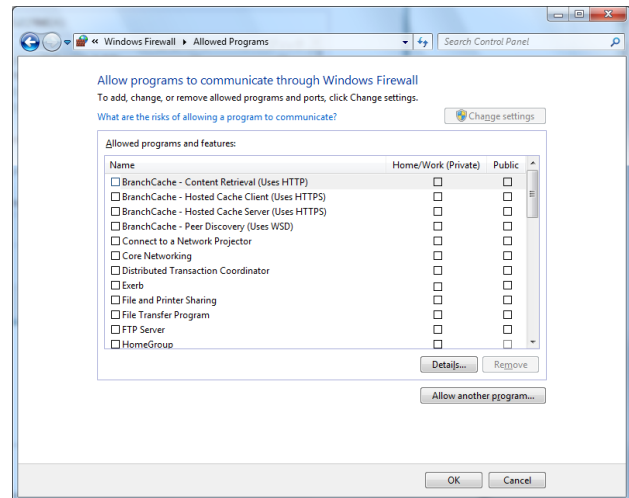 « Windows Firewall ▸ Allowed Programs
Search Control Panel
Allow programs to communicate through Windows Firewall
To add, change, or remove allowed programs and ports, click Change settings.
What are the risks of allowing a program to communicate?
Change settings
Allowed programs and features:
Name Home/Work (Private) Public
BranchCache - Content Retrieval (Uses HTTP)
BranchCache - Hosted Cache Client (Uses HTTPS)
BranchCache - Hosted Cache Server (Uses HTTPS)
BranchCache - Peer Discovery (Uses WSD)
Connect to a Network Projector
Core Networking
Distributed Transaction Coordinator
Exerb
File and Printer Sharing
File Transfer Program
FTP Server
HomeGroup
Details... Remove
Allow another program...
OK Cancel